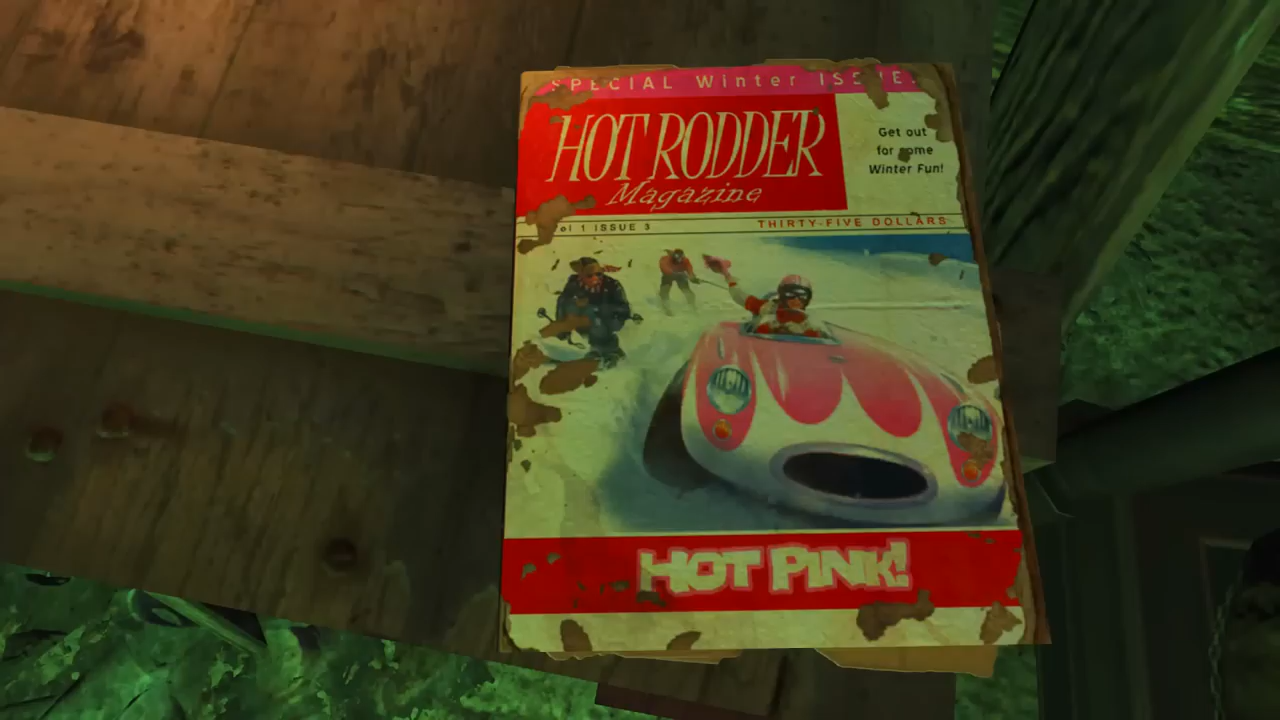 SPECIAL Winter ISSUE!
HOT RODDER
Magazine
Get out
for some
Winter Fun!
Vol 1 ISSUE 3
THIRTY-FIVE DOLLARS
HOT PINK!